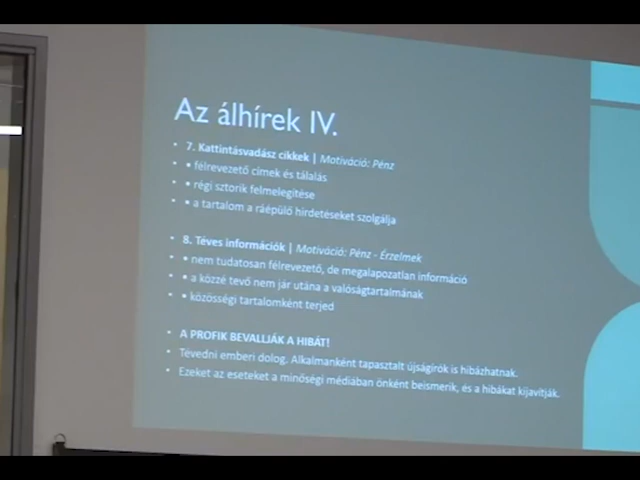 Az álhírek IV.
• 7. Kattintásvadász cikkek | Motiváció: Pénz
• • félrevezető címek és tálalás
• • régi sztorik felmelegítése
• • a tartalom a ráépülő hirdetéseket szolgálja
• 8. Téves információk | Motiváció: Pénz - Érzelmek
• • nem tudatosan félrevezető, de megalapozatlan információ
• • a közzé tevő nem jár utána a valóságtartalmának
• • közösségi tartalomként terjed
• A PROFIK BEVALLJÁK A HIBÁT!
• Tévedni emberi dolog. Alkalmanként tapasztalt újságírók is hibázhatnak.
• Ezeket az eseteket a minőségi médiában önként beismerik, és a hibákat kijavítják.